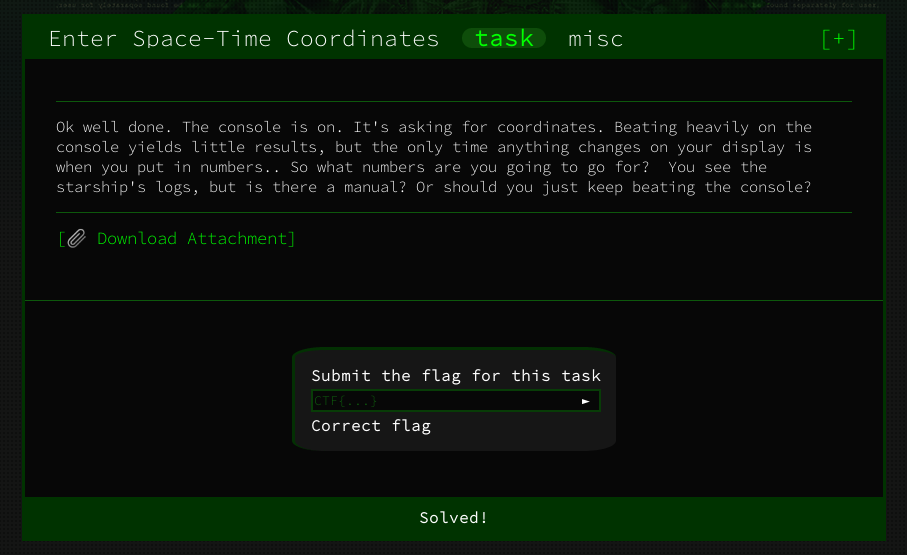 Enter Space-Time Coordinates task misc [+]
Ok well done. The console is on. It's asking for coordinates. Beating heavily on the
console yields little results, but the only time anything changes on your display is
when you put in numbers.. So what numbers are you going to go for?  You see the
starship's logs, but is there a manual? Or should you just keep beating the console?
[ Download Attachment]
Submit the flag for this task
CTF{...} ►
Correct flag
Solved!